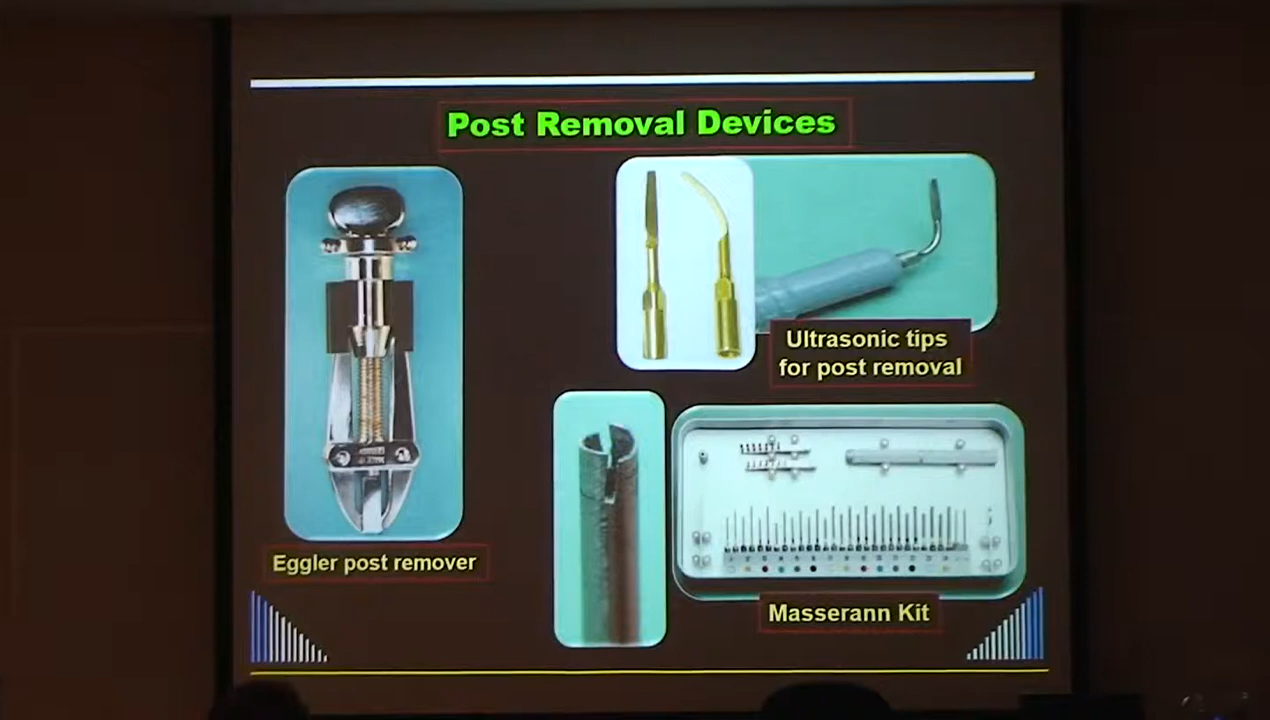 Post Removal Devices
Ultrasonic tips
for post removal
Eggler post remover
Masserann Kit